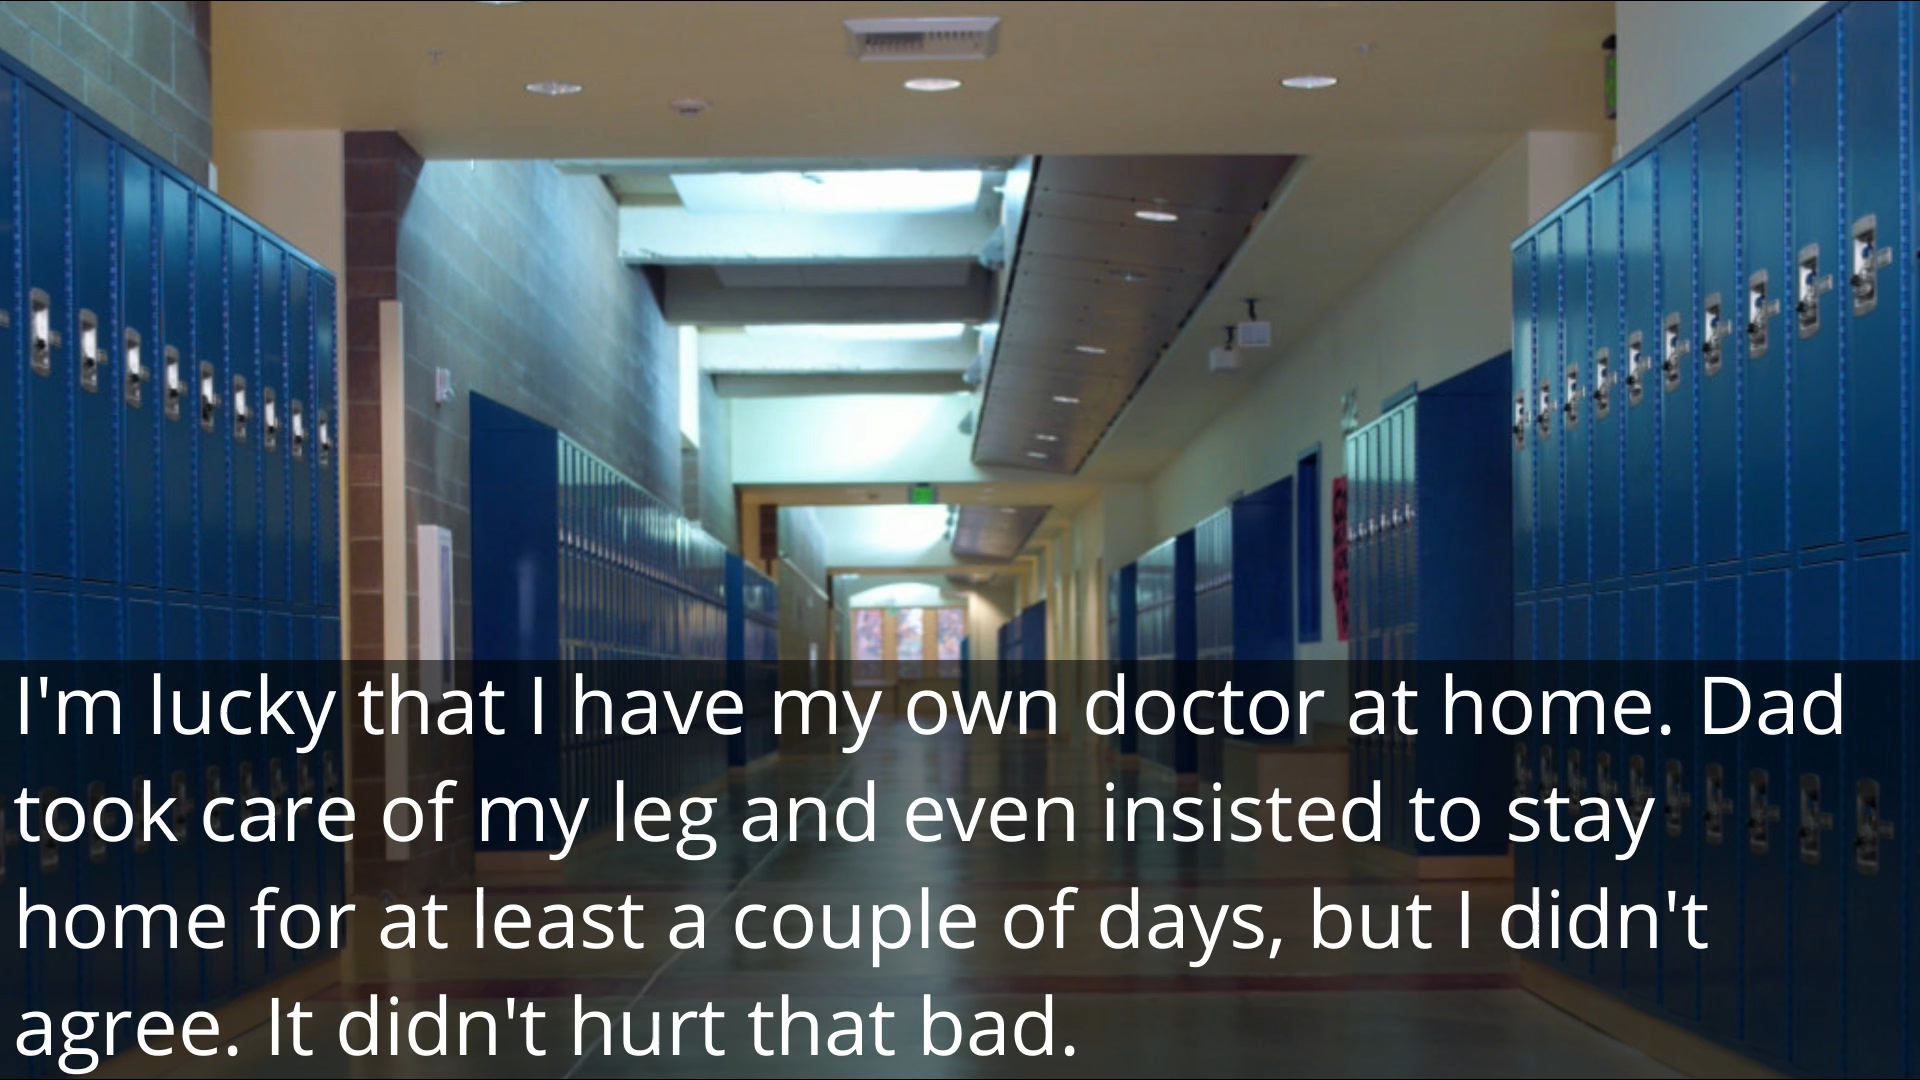 I'm lucky that I have my own doctor at home. Dad
took care of my leg and even insisted to stay
home for at least a couple of days, but I didn't
agree. It didn't hurt that bad.